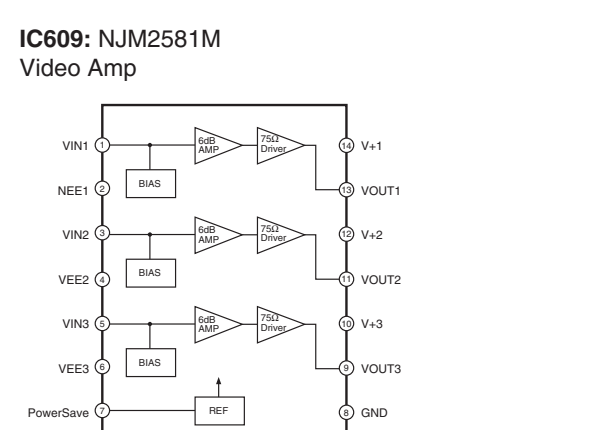 IC609: NJM2581M
Video Amp
VIN1 1 6dB AMP 75Ω Driver 14 V+1
BIAS
NEE1 2 13 VOUT1
VIN2 3 6dB AMP 75Ω Driver 12 V+2
BIAS
VEE2 4 11 VOUT2
VIN3 5 6dB AMP 75Ω Driver 10 V+3
BIAS
VEE3 6 9 VOUT3
PowerSave 7 REF 8 GND